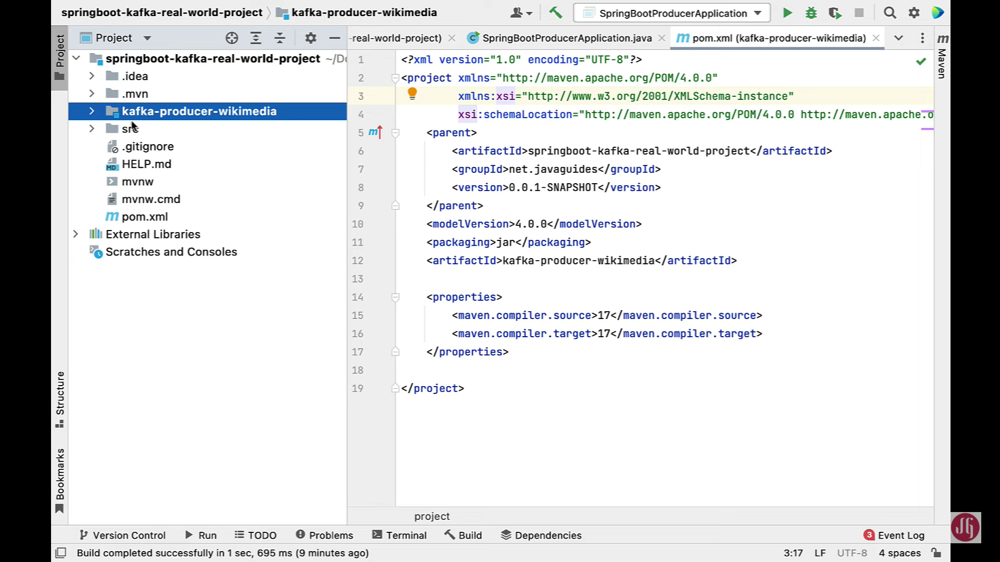 springboot-kafka-real-world-project
kafka-producer-wikimedia
SpringBootProducerApplication
Project
-real-world-project)
SpringBootProducerApplication.java
pom.xml (kafka-producer-wikimedia)
Project
springboot-kafka-real-world-project
.idea
.mvn
kafka-producer-wikimedia
src
.gitignore
HELP.md
mvnw
mvnw.cmd
pom.xml
External Libraries
Scratches and Consoles
1 <?xml version="1.0" encoding="UTF-8"?>
2 <project xmlns="http://maven.apache.org/POM/4.0.0"
3 xmlns:xsi="http://www.w3.org/2001/XMLSchema-instance"
4 xsi:schemaLocation="http://maven.apache.org/POM/4.0.0 http://maven.apache.o
5 <parent>
6 <artifactId>springboot-kafka-real-world-project</artifactId>
7 <groupId>net.javaguides</groupId>
8 <version>0.0.1-SNAPSHOT</version>
9 </parent>
10 <modelVersion>4.0.0</modelVersion>
11 <packaging>jar</packaging>
12 <artifactId>kafka-producer-wikimedia</artifactId>
13
14 <properties>
15 <maven.compiler.source>17</maven.compiler.source>
16 <maven.compiler.target>17</maven.compiler.target>
17 </properties>
18
19 </project>
Maven
Structure
Bookmarks
project
Version Control
Run
TODO
Problems
Terminal
Build
Dependencies
3 Event Log
Build completed successfully in 1 sec, 695 ms (9 minutes ago)
3:17 LF UTF-8 4 spaces